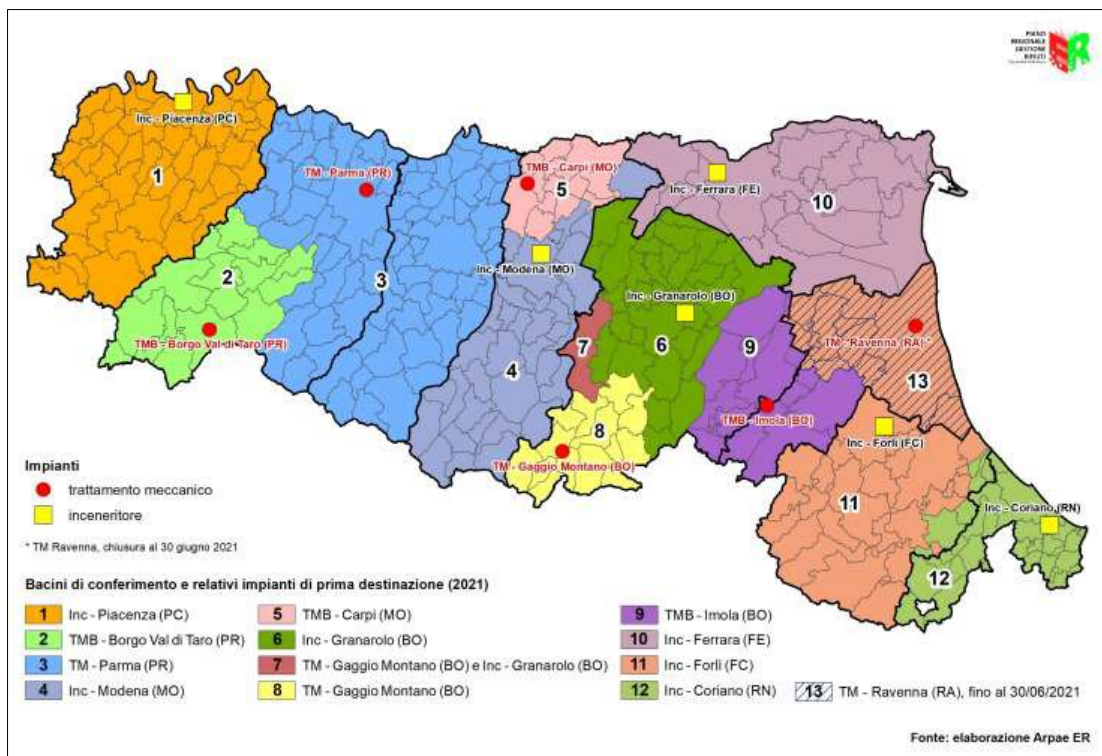 PIANO
REGIONALE
GESTIONE
RIFIUTI
Inc - Piacenza (PC)
1
TM - Parma (PR)
TMB - Carpi (MO)
5
Inc - Ferrara (FE)
10
2
3
Inc - Modena (MO)
Inc - Granarolo (BO)
TMB - Borgo Val di Taro (PR)
7
6
9
TM - Ravenna (RA) *
4
13
8
TMB - Imola (BO)
Inc - Forlì (FC)
TM - Gaggio Montano (BO)
11
Inc - Coriano (RN)
12
Impianti
trattamento meccanico
inceneritore
* TM Ravenna, chiusura al 30 giugno 2021
Bacini di conferimento e relativi impianti di prima destinazione (2021)
1 Inc - Piacenza (PC)
2 TMB - Borgo Val di Taro (PR)
3 TM - Parma (PR)
4 Inc - Modena (MO)
5 TMB - Carpi (MO)
6 Inc - Granarolo (BO)
7 TM - Gaggio Montano (BO) e Inc - Granarolo (BO)
8 TM - Gaggio Montano (BO)
9 TMB - Imola (BO)
10 Inc - Ferrara (FE)
11 Inc - Forlì (FC)
12 Inc - Coriano (RN)
13 TM - Ravenna (RA), fino al 30/06/2021
Fonte: elaborazione Arpae ER